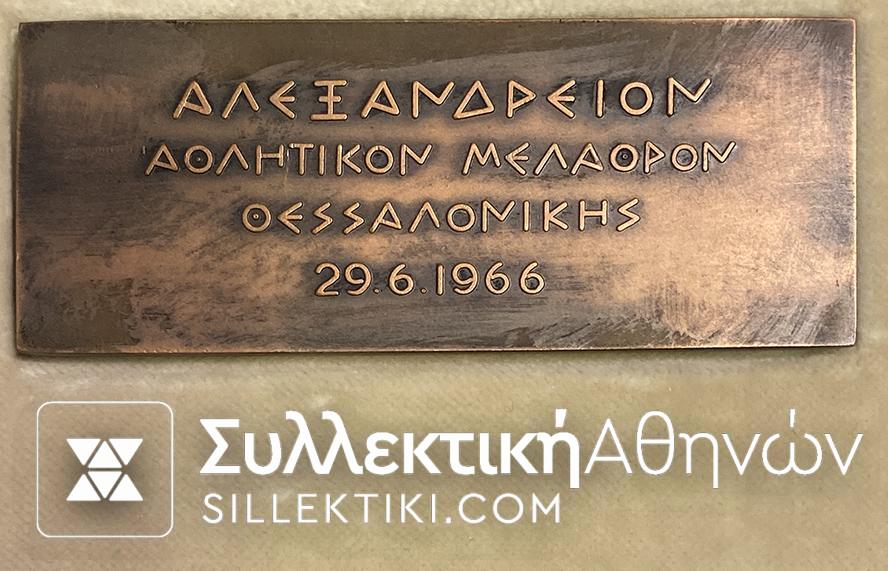 ΑΛΕΞΑΝΔΡΕΙΟΝ
ΑΘΛΗΤΙΚΟΝ ΜΕΛΑΘΡΟΝ
ΘΕΣΣΑΛΟΝΙΚΗΣ
29.6.1966
ΣυλλεκτικήΑθηνών
SILLEKTIKI.COM